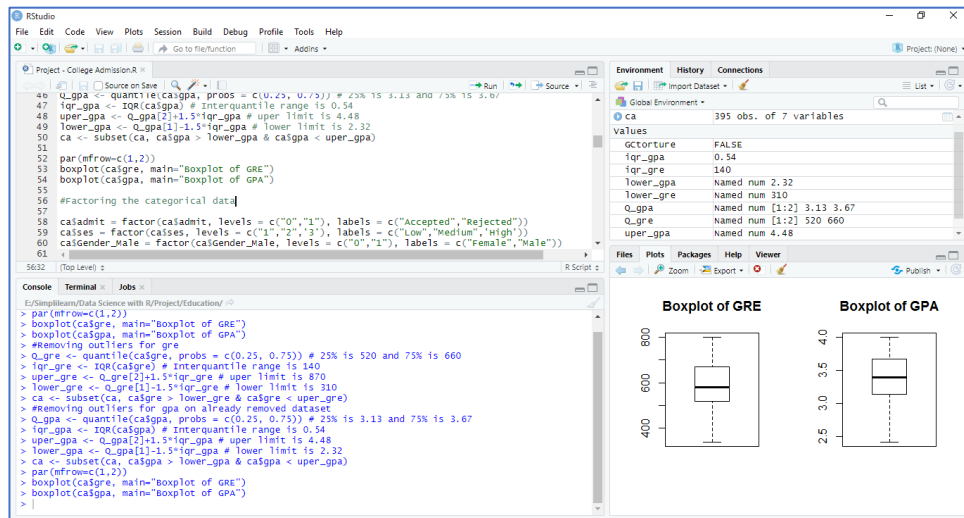 RStudio
File Edit Code View Plots Session Build Debug Profile Tools Help
Go to file/function
Addins
Project: (None)
Project - College Admission.R
Source on Save
Run
Source
46 Q_gpa <- quantile(ca$gpa, probs = c(0.25, 0.75)) # 25% is 3.13 and 75% is 3.67
47 iqr_gpa <- IQR(ca$gpa) # Interquantile range is 0.54
48 uper_gpa <- Q_gpa[2]+1.5*iqr_gpa # uper limit is 4.48
49 lower_gpa <- Q_gpa[1]-1.5*iqr_gpa # lower limit is 2.32
50 ca <- subset(ca, ca$gpa > lower_gpa & ca$gpa < uper_gpa)
51
52 par(mfrow=c(1,2))
53 boxplot(ca$gre, main="Boxplot of GRE")
54 boxplot(ca$gpa, main="Boxplot of GPA")
55
56 #Factoring the categorical data
57
58 ca$admit = factor(ca$admit, levels = c("0","1"), labels = c("Accepted","Rejected"))
59 ca$ses = factor(ca$ses, levels = c("1","2",'3'), labels = c("Low","Medium",'High'))
60 ca$Gender_Male = factor(ca$Gender_Male, levels = c("0","1"), labels = c("Female","Male"))
61
56:32 (Top Level) R Script
Console Terminal Jobs
E:/Simplilearn/Data Science with R/Project/Education/
> par(mfrow=c(1,2))
> boxplot(ca$gre, main="Boxplot of GRE")
> boxplot(ca$gpa, main="Boxplot of GPA")
> #Removing outliers for gre
> Q_gre <- quantile(ca$gre, probs = c(0.25, 0.75)) # 25% is 520 and 75% is 660
> iqr_gre <- IQR(ca$gre) # Interquantile range is 140
> uper_gre <- Q_gre[2]+1.5*iqr_gre # uper limit is 870
> lower_gre <- Q_gre[1]-1.5*iqr_gre # lower limit is 310
> ca <- subset(ca, ca$gre > lower_gre & ca$gre < uper_gre)
> #Removing outliers for gpa on already removed dataset
> Q_gpa <- quantile(ca$gpa, probs = c(0.25, 0.75)) # 25% is 3.13 and 75% is 3.67
> iqr_gpa <- IQR(ca$gpa) # Interquantile range is 0.54
> uper_gpa <- Q_gpa[2]+1.5*iqr_gpa # uper limit is 4.48
> lower_gpa <- Q_gpa[1]-1.5*iqr_gpa # lower limit is 2.32
> ca <- subset(ca, ca$gpa > lower_gpa & ca$gpa < uper_gpa)
> par(mfrow=c(1,2))
> boxplot(ca$gre, main="Boxplot of GRE")
> boxplot(ca$gpa, main="Boxplot of GPA")
>
Environment History Connections
Import Dataset
List
Global Environment
ca 395 obs. of 7 variables
Values
GCtorture FALSE
iqr_gpa 0.54
iqr_gre 140
lower_gpa Named num 2.32
lower_gre Named num 310
Q_gpa Named num [1:2] 3.13 3.67
Q_gre Named num [1:2] 520 660
uper_gpa Named num 4.48
Files Plots Packages Help Viewer
Zoom Export Publish
Boxplot of GRE
800
600
400
Boxplot of GPA
4.0
3.5
3.0
2.5